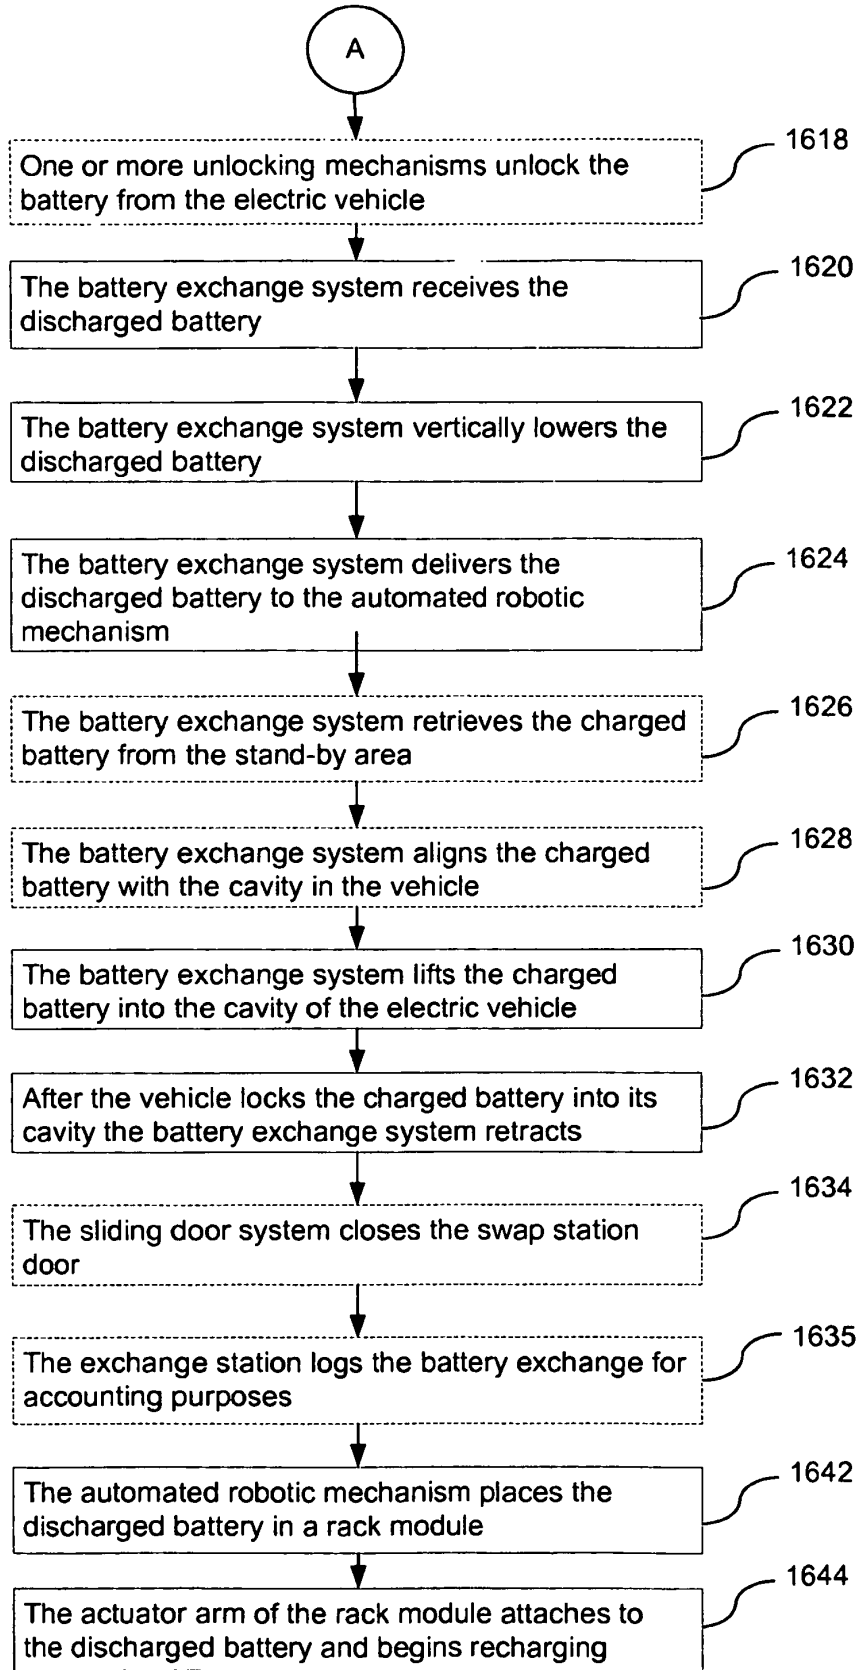 A
1618
One or more unlocking mechanisms unlock the
battery from the electric vehicle
1620
The battery exchange system receives the
discharged battery
1622
The battery exchange system vertically lowers the
discharged battery
1624
The battery exchange system delivers the
discharged battery to the automated robotic
mechanism
1626
The battery exchange system retrieves the charged
battery from the stand-by area
1628
The battery exchange system aligns the charged
battery with the cavity in the vehicle
1630
The battery exchange system lifts the charged
battery into the cavity of the electric vehicle
1632
After the vehicle locks the charged battery into its
cavity the battery exchange system retracts
1634
The sliding door system closes the swap station
door
1635
The exchange station logs the battery exchange for
accounting purposes
1642
The automated robotic mechanism places the
discharged battery in a rack module
1644
The actuator arm of the rack module attaches to
the discharged battery and begins recharging